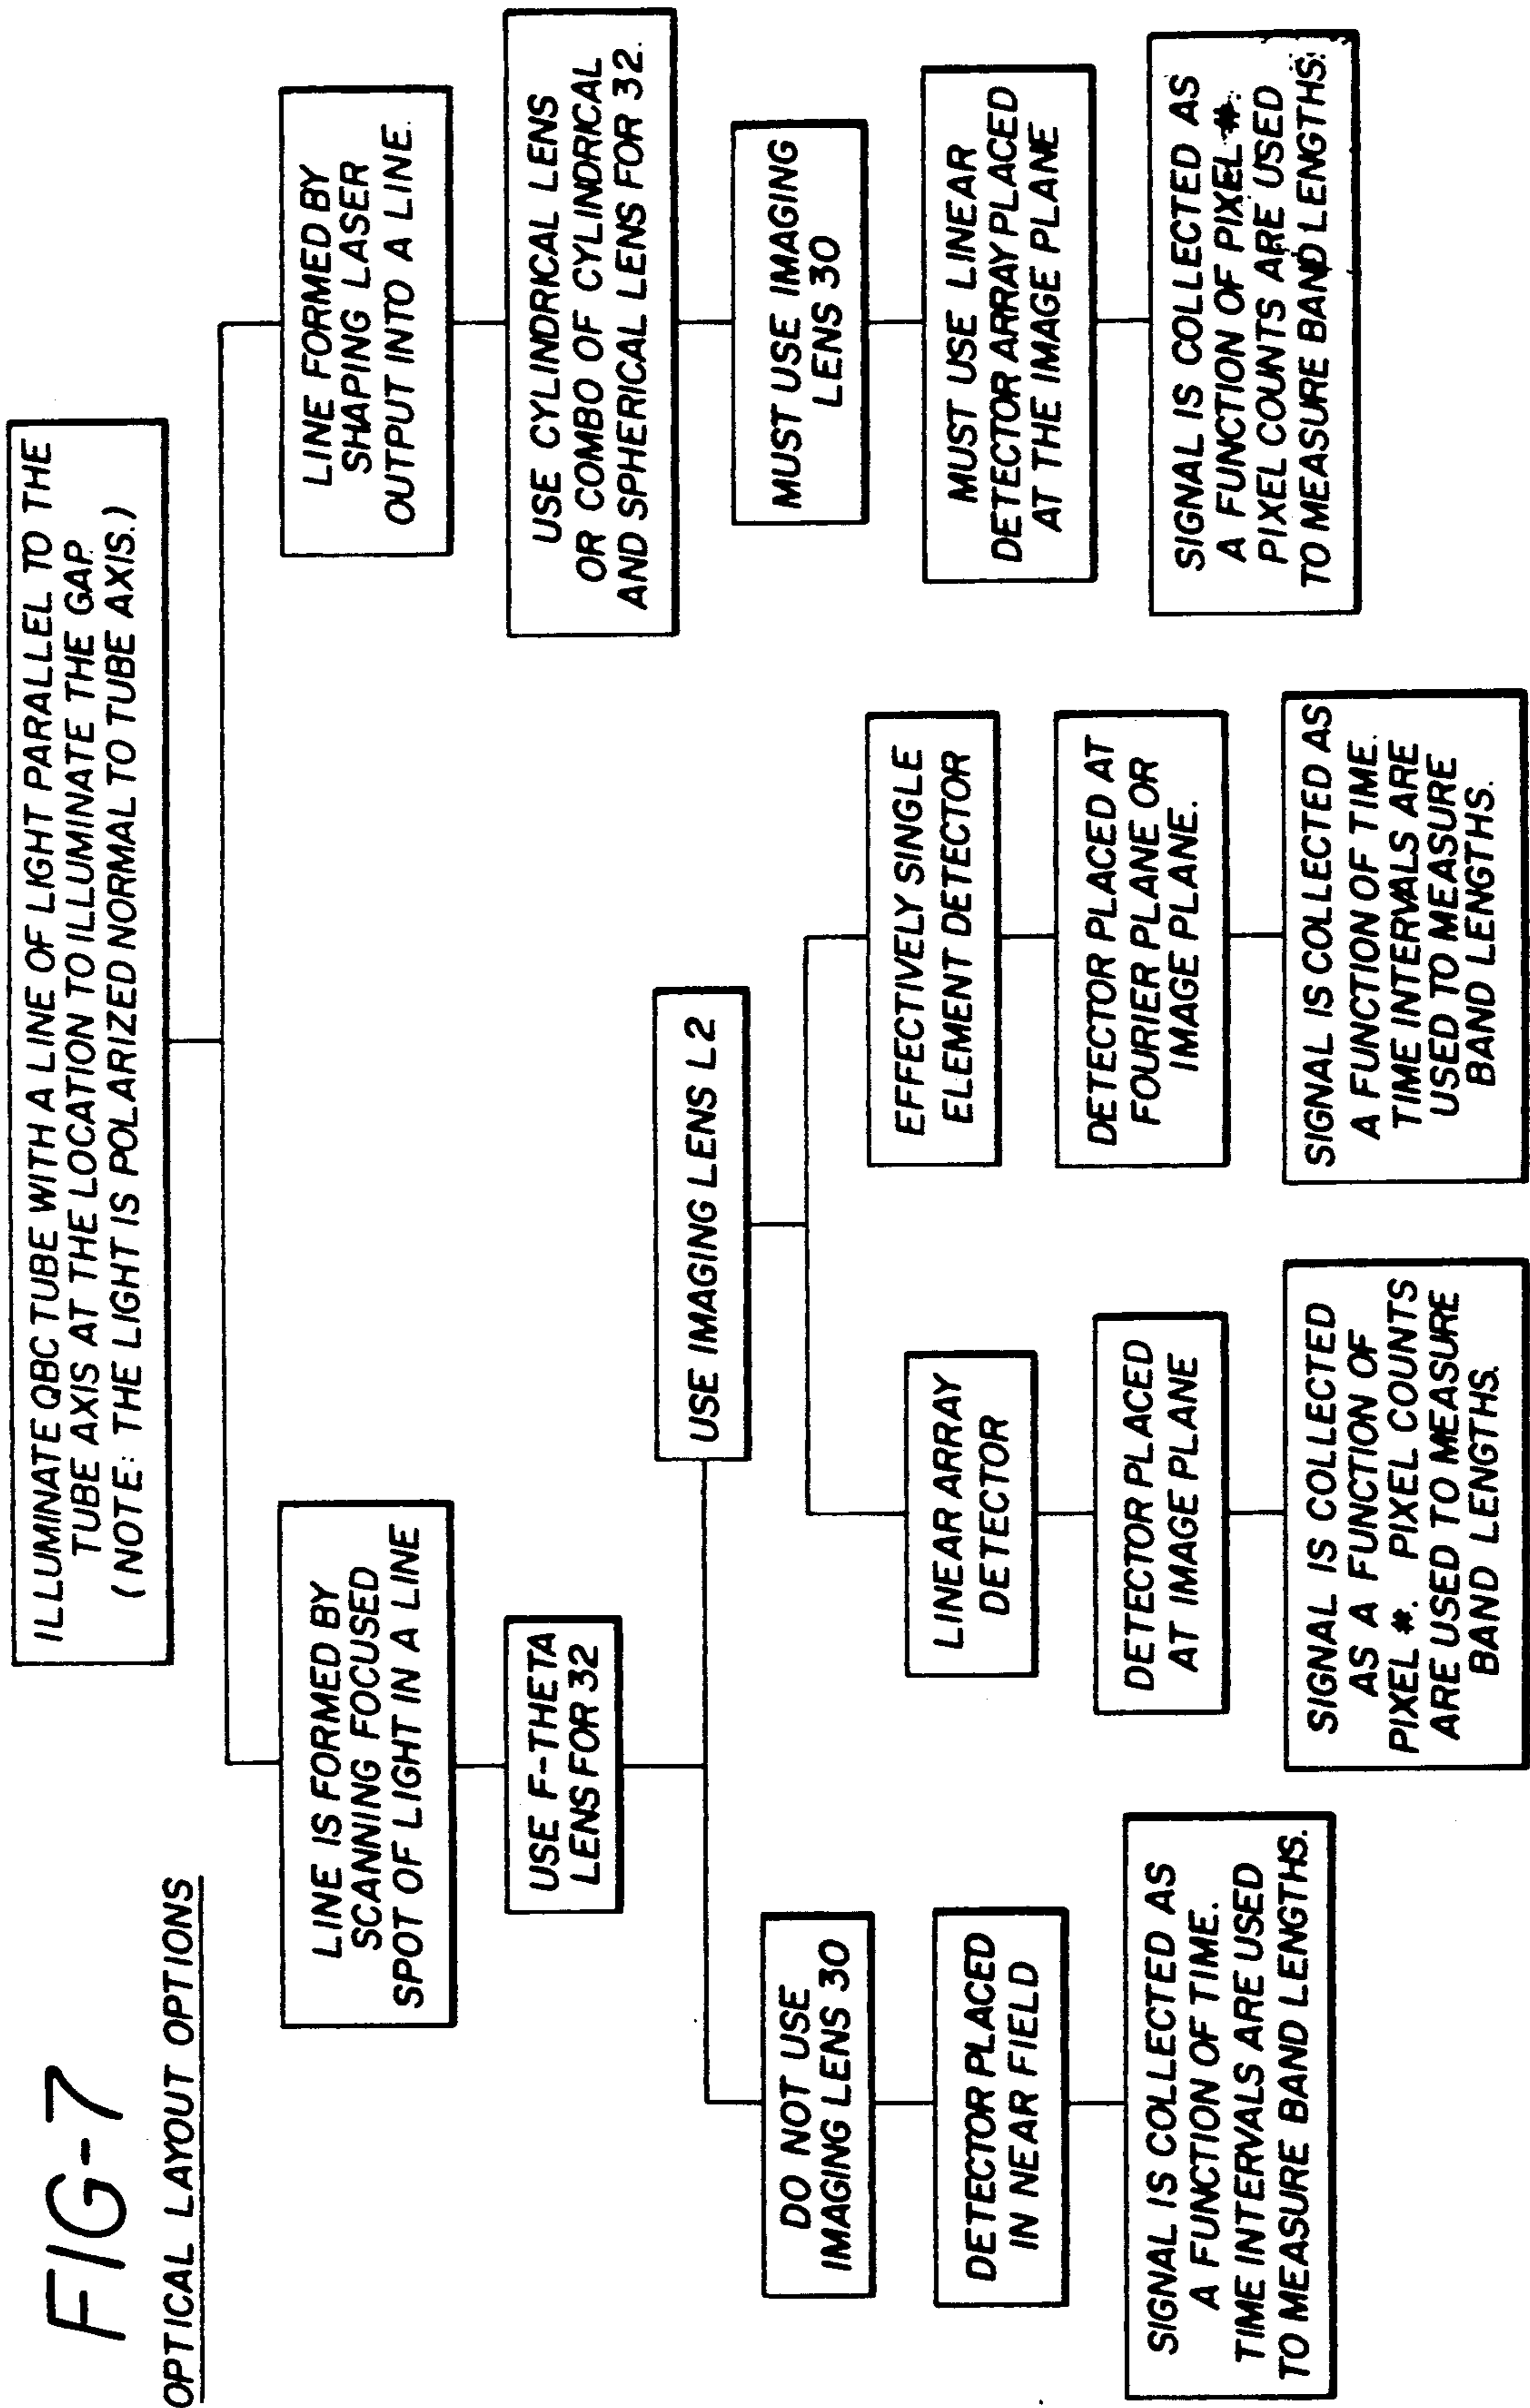 FIG-7
OPTICAL LAYOUT OPTIONS
ILLUMINATE QBC TUBE WITH A LINE OF LIGHT PARALLEL TO THE
TUBE AXIS AT THE LOCATION TO ILLUMINATE THE GAP.
(NOTE: THE LIGHT IS POLARIZED NORMAL TO TUBE AXIS.)
LINE IS FORMED BY
SCANNING FOCUSED
SPOT OF LIGHT IN A LINE
USE F-THETA
LENS FOR 32
DO NOT USE
IMAGING LENS 30
DETECTOR PLACED
IN NEAR FIELD
SIGNAL IS COLLECTED AS
A FUNCTION OF TIME.
TIME INTERVALS ARE USED
TO MEASURE BAND LENGTHS.
USE IMAGING LENS L2
LINEAR ARRAY
DETECTOR
DETECTOR PLACED
AT IMAGE PLANE
SIGNAL IS COLLECTED
AS A FUNCTION OF
PIXEL #. PIXEL COUNTS
ARE USED TO MEASURE
BAND LENGTHS.
EFFECTIVELY SINGLE
ELEMENT DETECTOR
DETECTOR PLACED AT
FOURIER PLANE OR
IMAGE PLANE.
SIGNAL IS COLLECTED AS
A FUNCTION OF TIME.
TIME INTERVALS ARE
USED TO MEASURE
BAND LENGTHS.
LINE FORMED BY
SHAPING LASER
OUTPUT INTO A LINE.
USE CYLINDRICAL LENS
OR COMBO OF CYLINDRICAL
AND SPHERICAL LENS FOR 32.
MUST USE IMAGING
LENS 30
MUST USE LINEAR
DETECTOR ARRAY PLACED
AT THE IMAGE PLANE
SIGNAL IS COLLECTED AS
A FUNCTION OF PIXEL #.
PIXEL COUNTS ARE USED
TO MEASURE BAND LENGTHS.